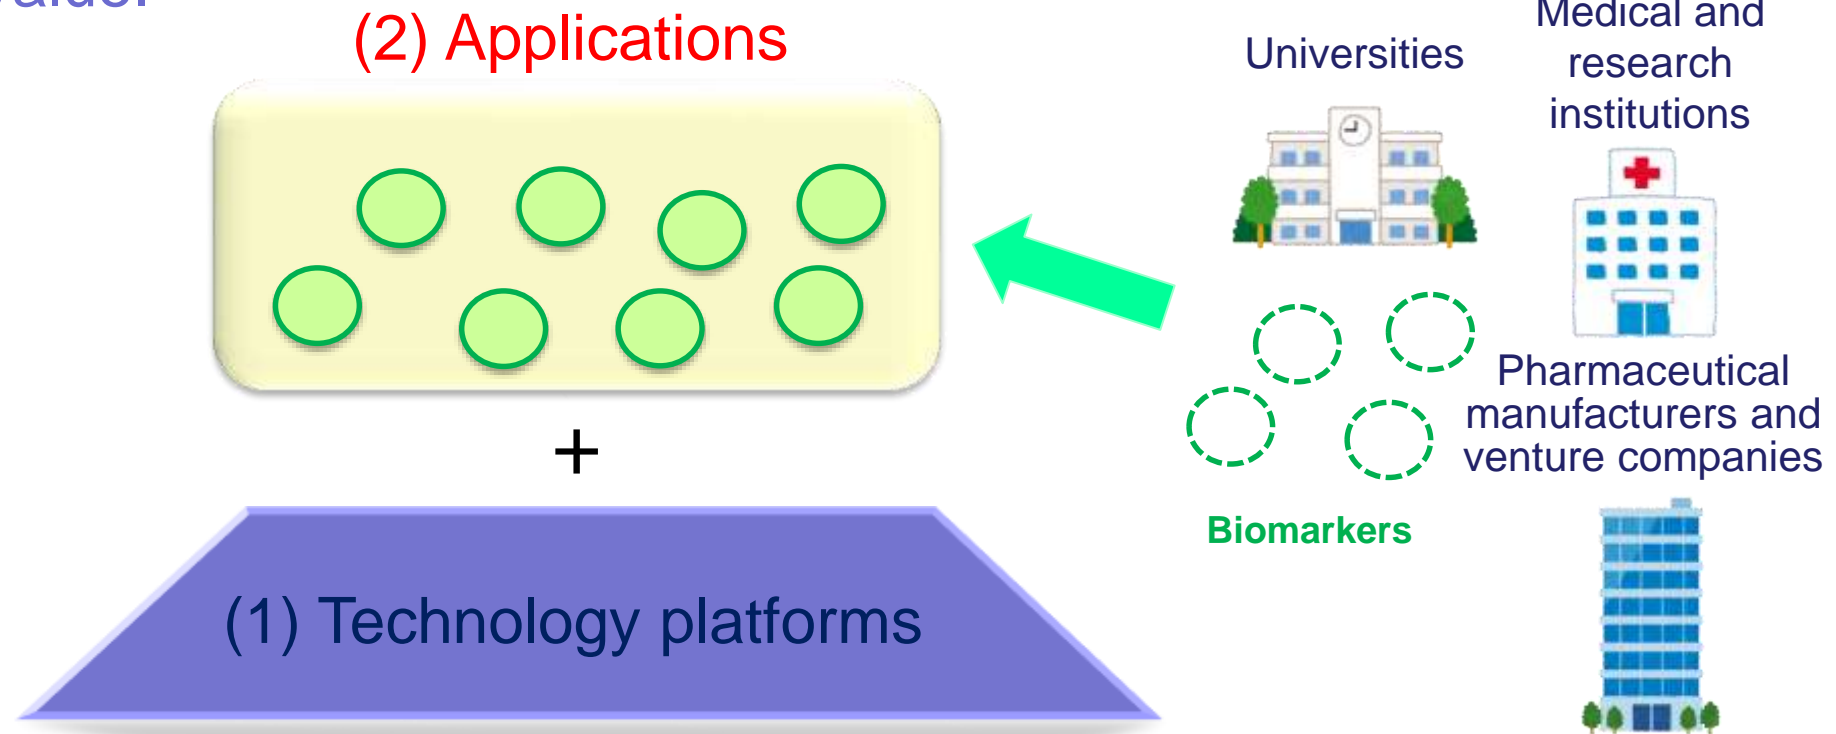 (2) Applications
Universities
Medical and
research
institutions
Pharmaceutical
manufacturers and
venture companies
Biomarkers
+
(1) Technology platforms